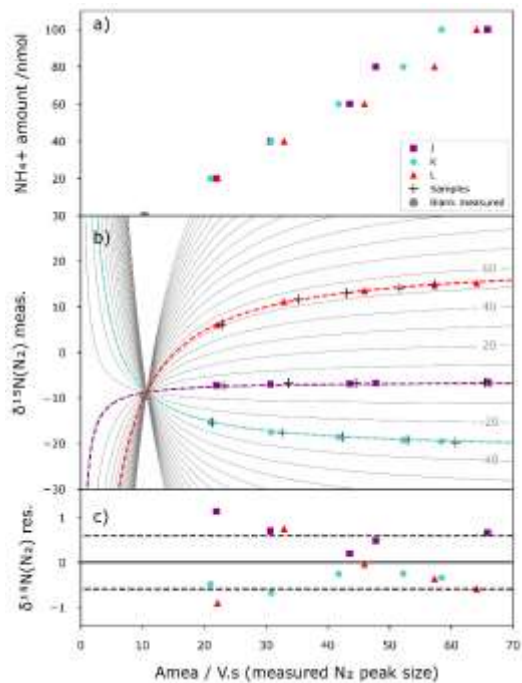 a)
NH₄+ amount /nmol
100
80
60
40
20
J
K
L
Samples
Blank measured
b)
δ¹⁵N(N₂) meas.
30
20
10
0
−10
−20
−30
60
40
20
-20
-40
c)
δ¹⁵N(N₂) res.
1
0
−1
0 10 20 30 40 50 60 70
Amea / V.s (measured N₂ peak size)